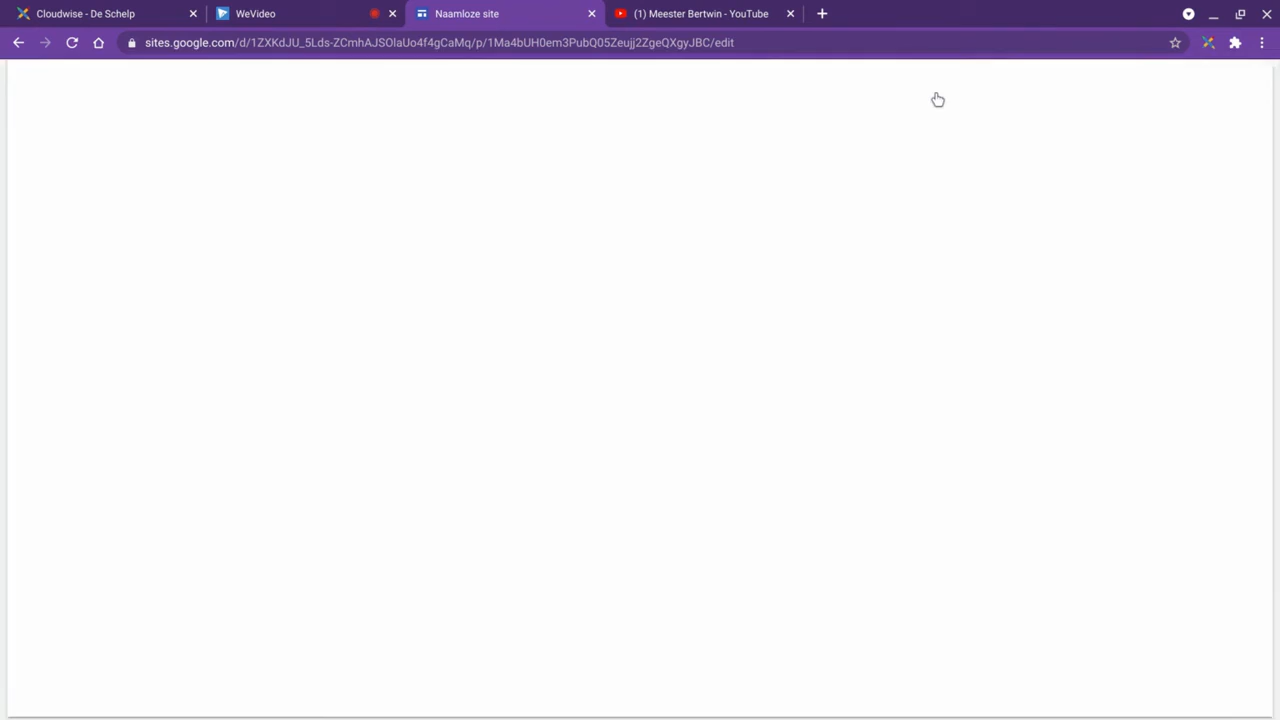 Cloudwise - De Schelp
WeVideo
Naamloze site
(1) Meester Bertwin - YouTube
sites.google.com/d/1ZXKdJU_5Lds-ZCmhAJSOlaUo4f4gCaMq/p/1Ma4bUH0em3PubQ05Zeujj2ZgeQXgyJBC/edit